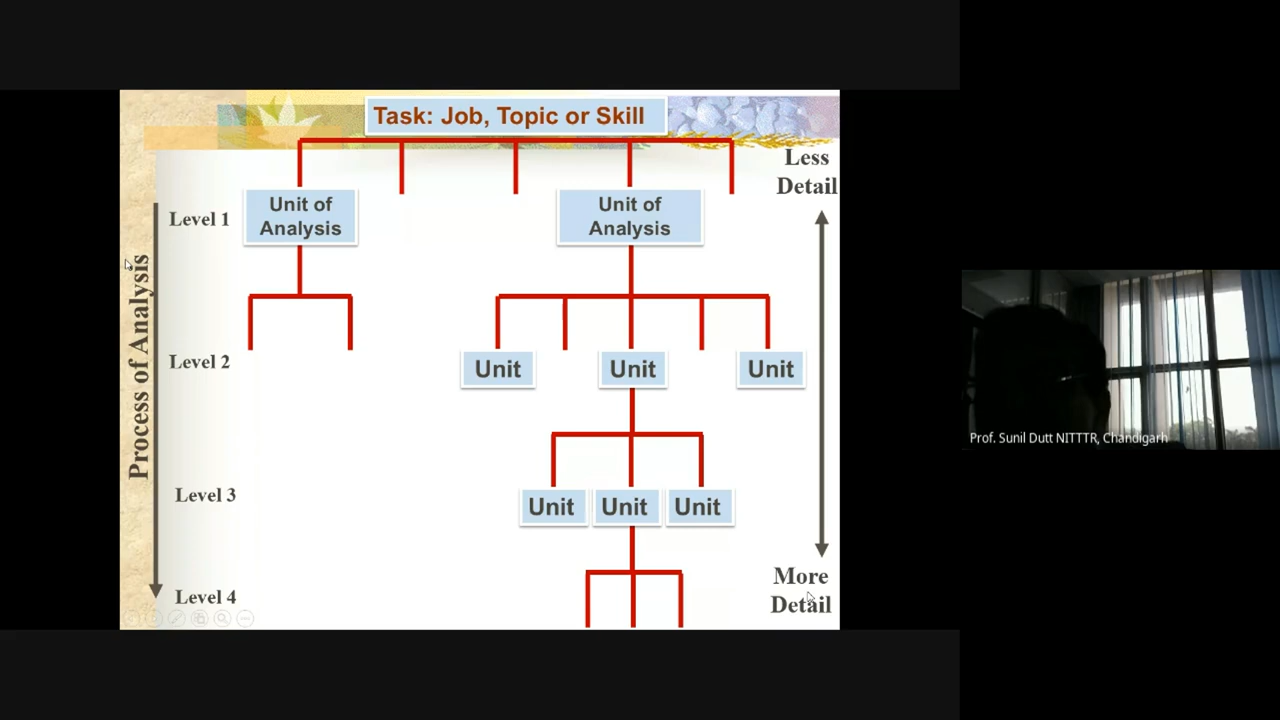 Task: Job, Topic or Skill
Less
Detail
Level 1
Unit of
Analysis
Unit of
Analysis
Process of Analysis
Level 2
Unit
Unit
Unit
Prof. Sunil Dutt NITTTR, Chandigarh
Level 3
Unit
Unit
Unit
More
Detail
Level 4